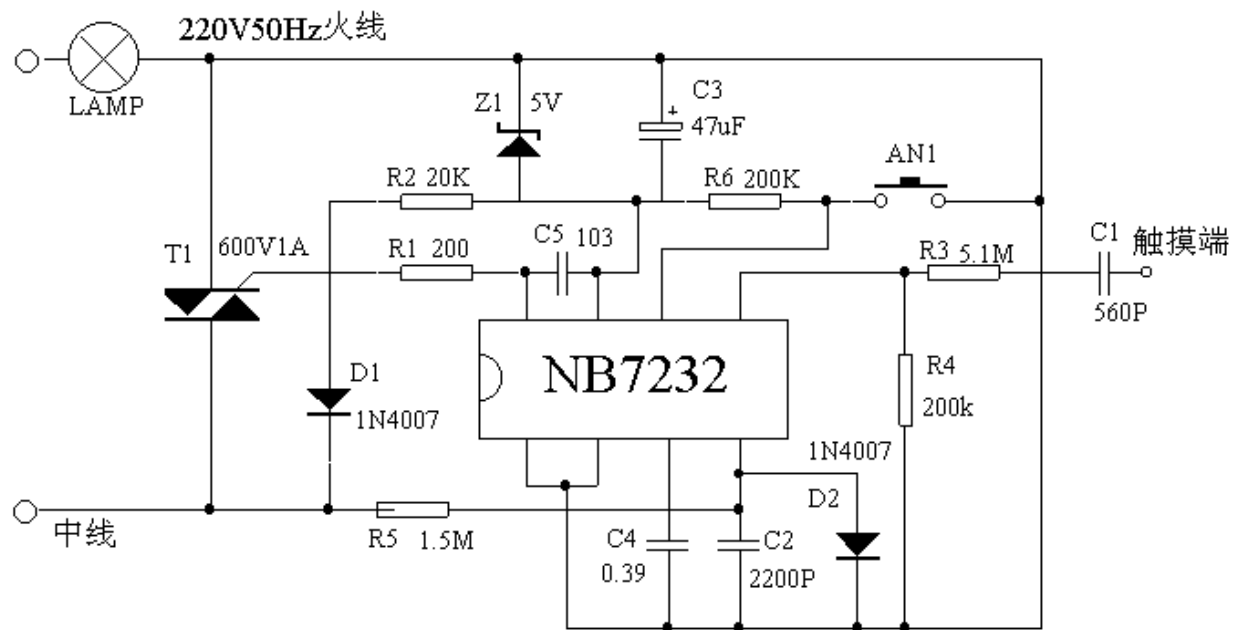 220V50Hz火线
LAMP
Z1 5V
C3
47uF
R2 20K
R6 200K
AN1
T1
600V1A
R1 200
C5 103
R3 5.1M
C1
触摸端
560P
NB7232
D1
1N4007
R4
200k
1N4007
D2
中线
R5 1.5M
C4
0.39
C2
2200P